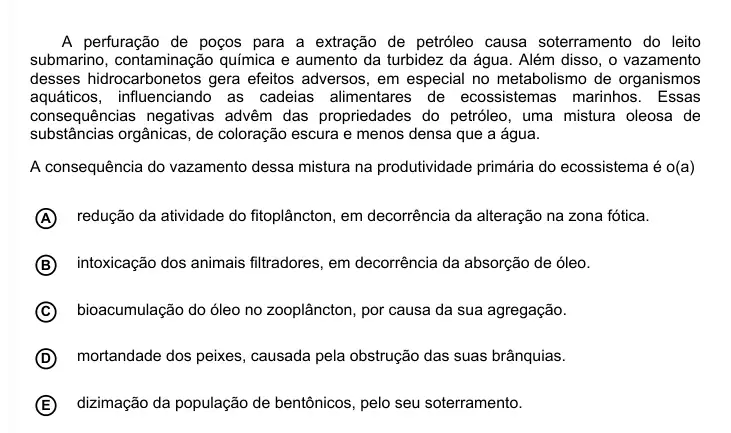 A perfuração de poços para a extração de petróleo causa soterramento do leito
submarino, contaminação química e aumento da turbidez da água. Além disso, o vazamento
desses hidrocarbonetos gera efeitos adversos, em especial no metabolismo de organismos
aquáticos, influenciando as cadeias alimentares de ecossistemas marinhos. Essas
consequências negativas advêm das propriedades do petróleo, uma mistura oleosa de
substâncias orgânicas, de coloração escura e menos densa que a água.
A consequência do vazamento dessa mistura na produtividade primária do ecossistema é o(a)
A redução da atividade do fitoplâncton, em decorrência da alteração na zona fótica.
B intoxicação dos animais filtradores, em decorrência da absorção de óleo.
C bioacumulação do óleo no zooplâncton, por causa da sua agregação.
D mortandade dos peixes, causada pela obstrução das suas brânquias.
E dizimação da população de bentônicos, pelo seu soterramento.